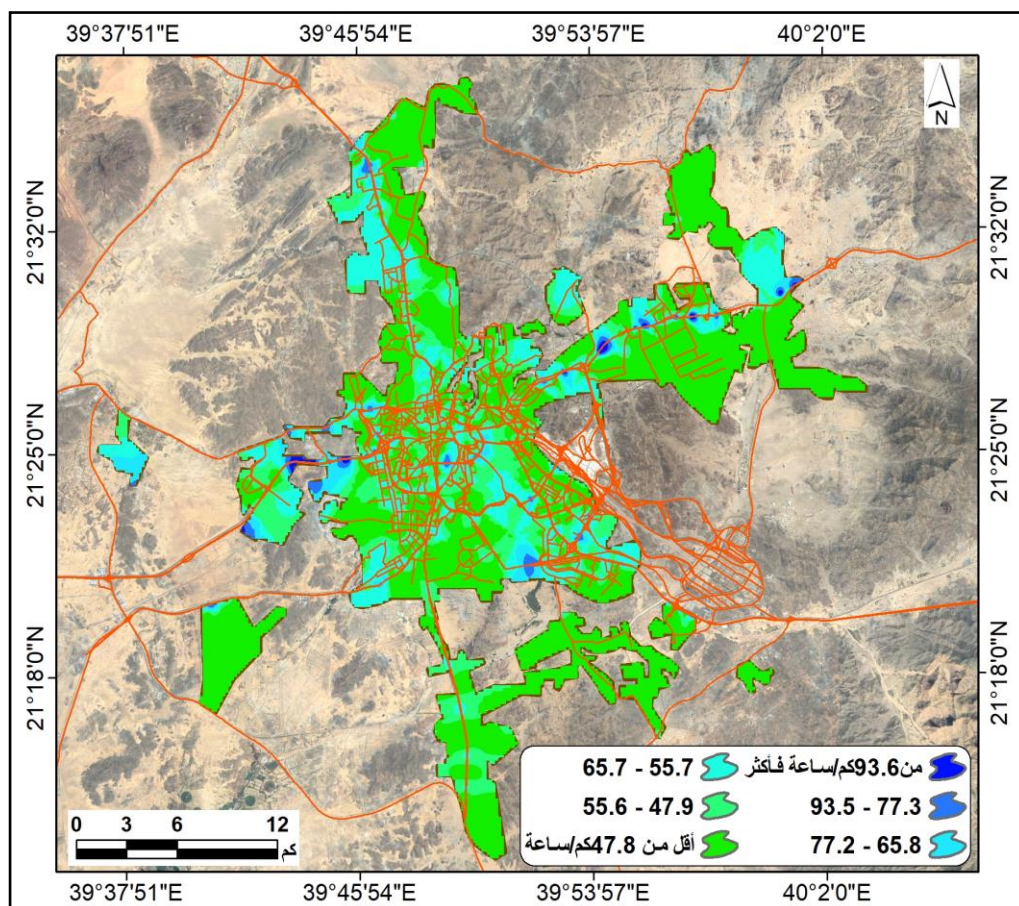 39°37'51"E 39°45'54"E 39°53'57"E 40°2'0"E
N
21°32'0"N 21°32'0"N
21°25'0"N 21°25'0"N
21°18'0"N 21°18'0"N
من93.6كم/ساعة فأكثر
93.5 - 77.3
77.2 - 65.8
65.7 - 55.7
55.6 - 47.9
أقل من 47.8كم/ساعة
0 3 6 12
كم
39°37'51"E 39°45'54"E 39°53'57"E 40°2'0"E